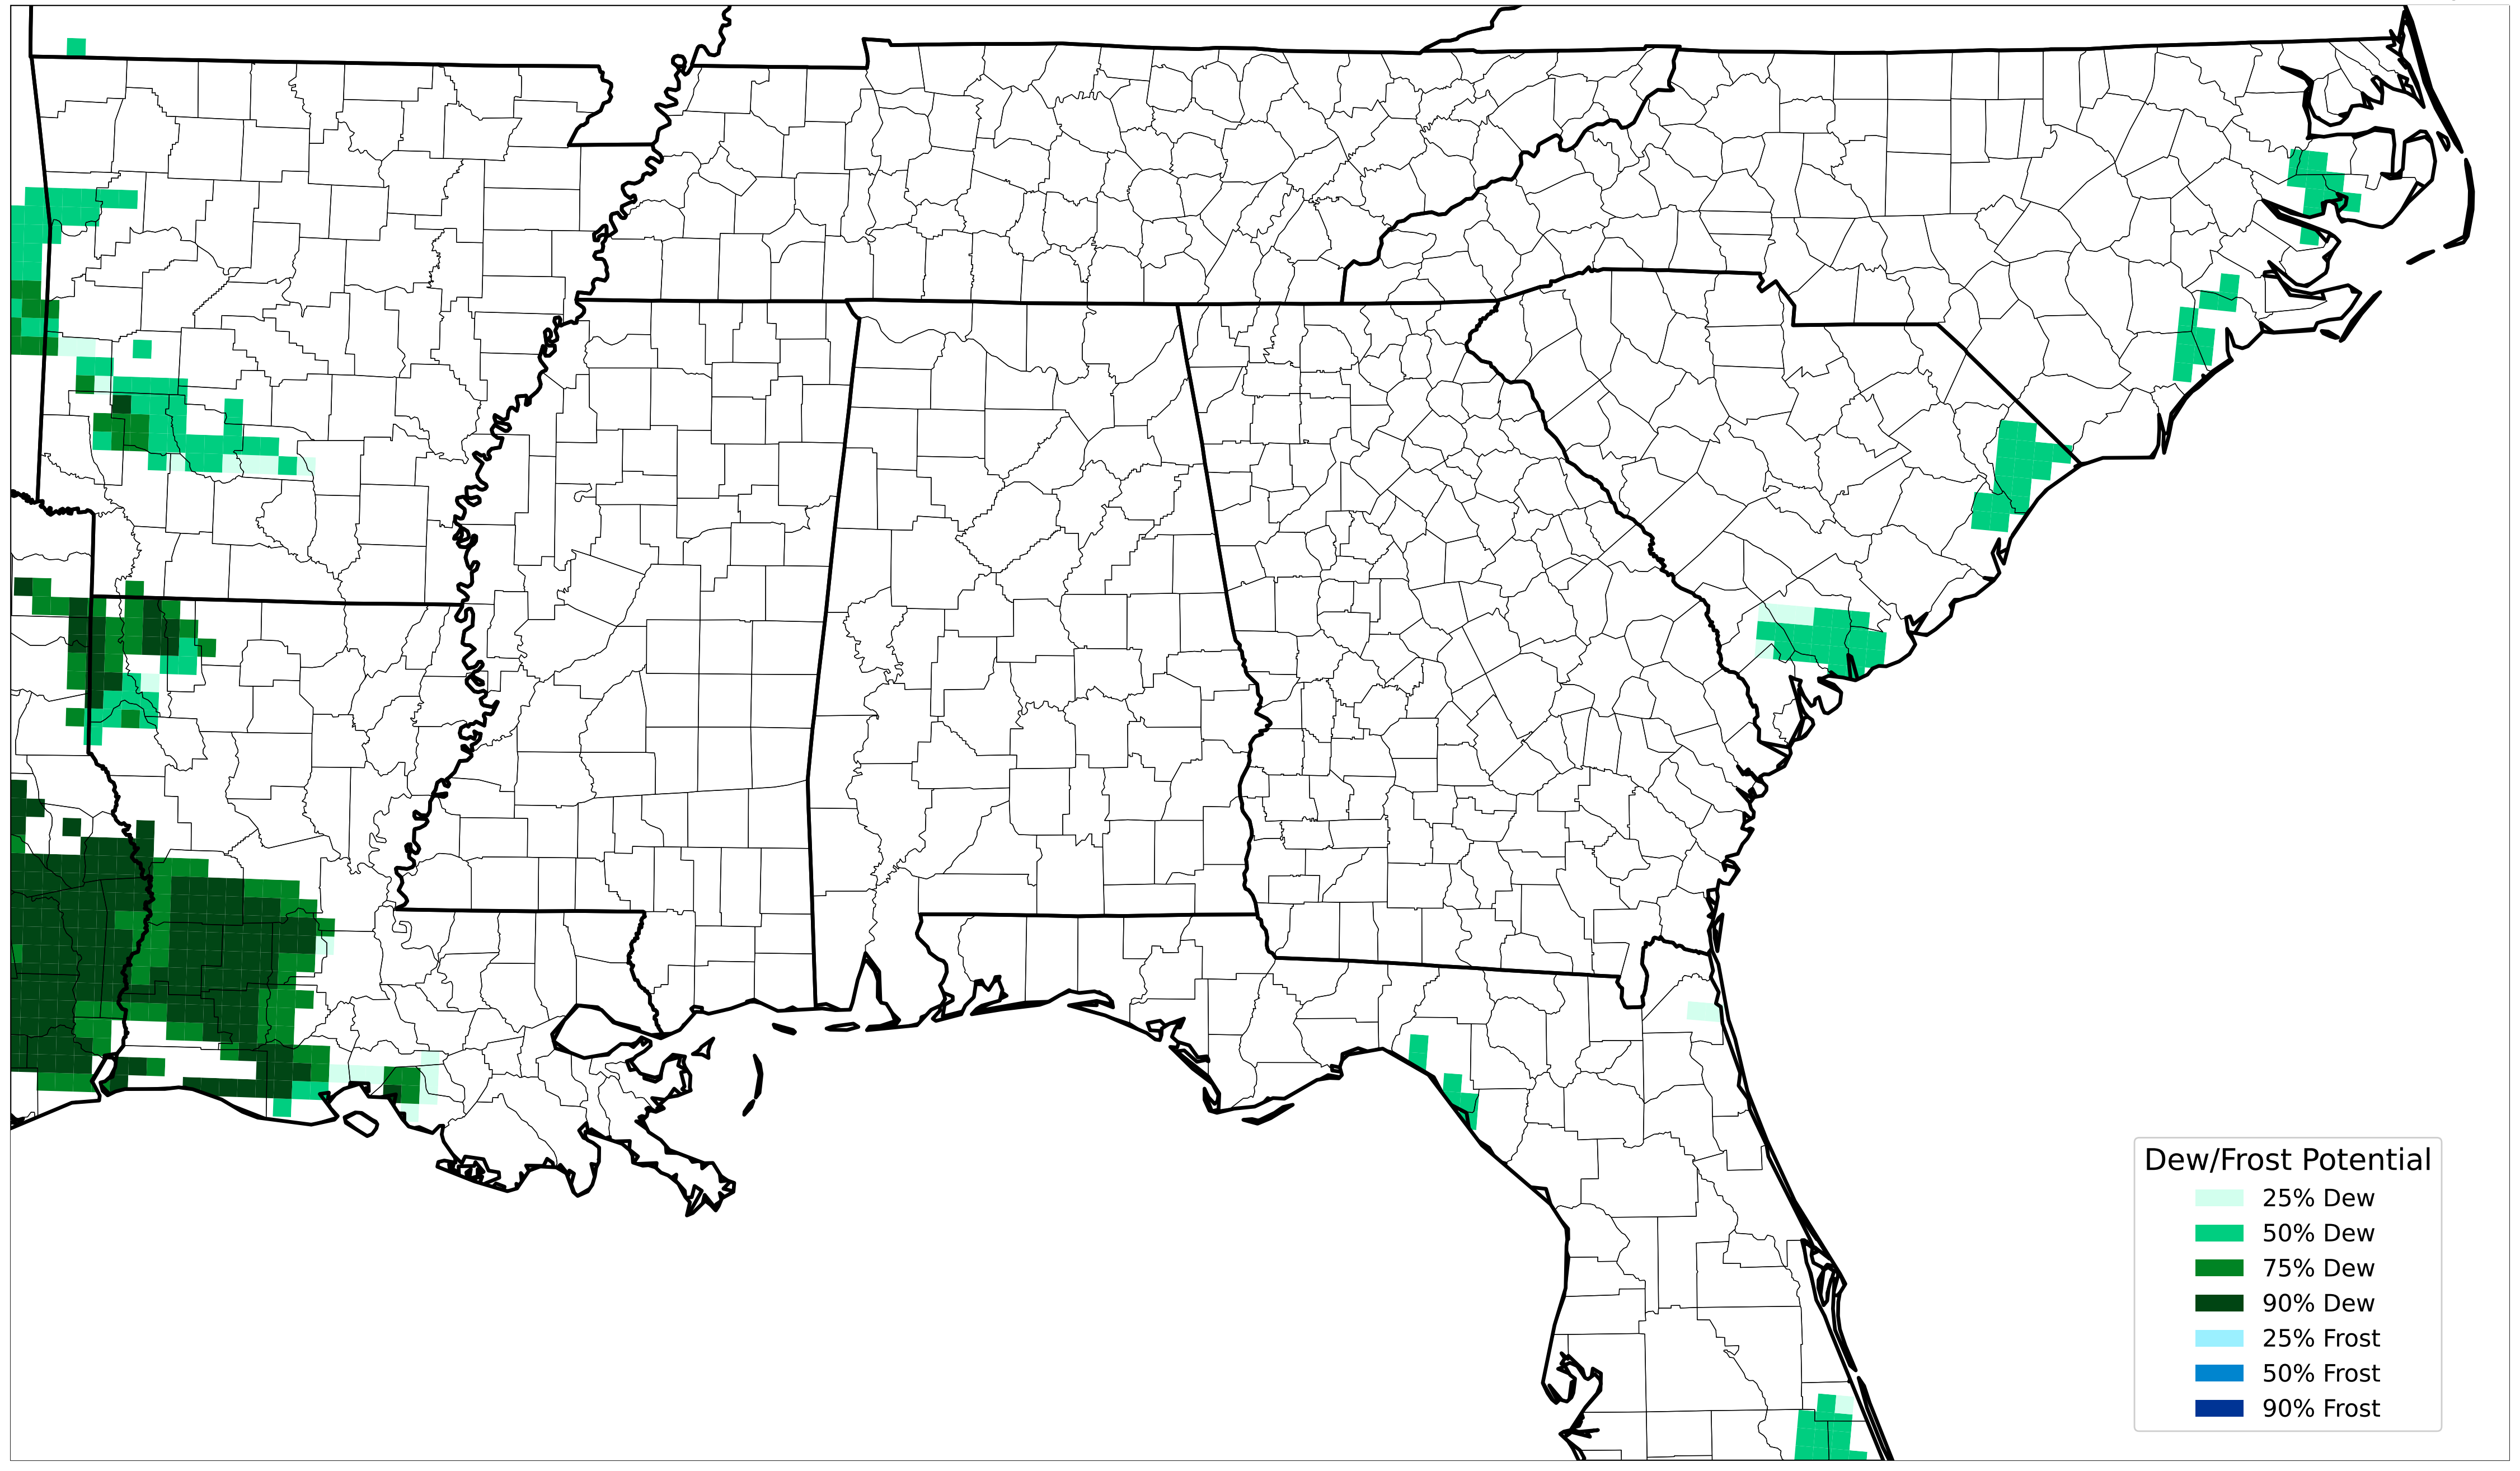 Dew/Frost Potential
25% Dew
50% Dew
75% Dew
90% Dew
25% Frost
50% Frost
90% Frost